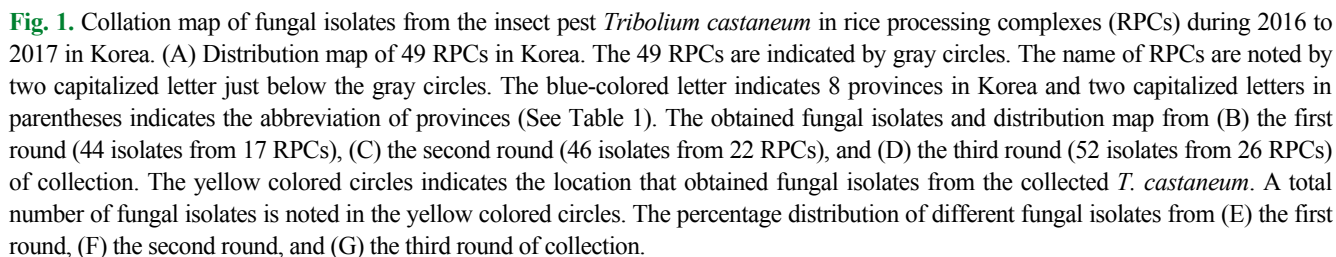 Fig. 1. Collation map of fungal isolates from the insect pest Tribolium castaneum in rice processing complexes (RPCs) during 2016 to
2017 in Korea. (A) Distribution map of 49 RPCs in Korea. The 49 RPCs are indicated by gray circles. The name of RPCs are noted by
two capitalized letter just below the gray circles. The blue-colored letter indicates 8 provinces in Korea and two capitalized letters in
parentheses indicates the abbreviation of provinces (See Table 1). The obtained fungal isolates and distribution map from (B) the first
round (44 isolates from 17 RPCs), (C) the second round (46 isolates from 22 RPCs), and (D) the third round (52 isolates from 26 RPCs)
of collection. The yellow colored circles indicates the location that obtained fungal isolates from the collected T. castaneum. A total
number of fungal isolates is noted in the yellow colored circles. The percentage distribution of different fungal isolates from (E) the first
round, (F) the second round, and (G) the third round of collection.